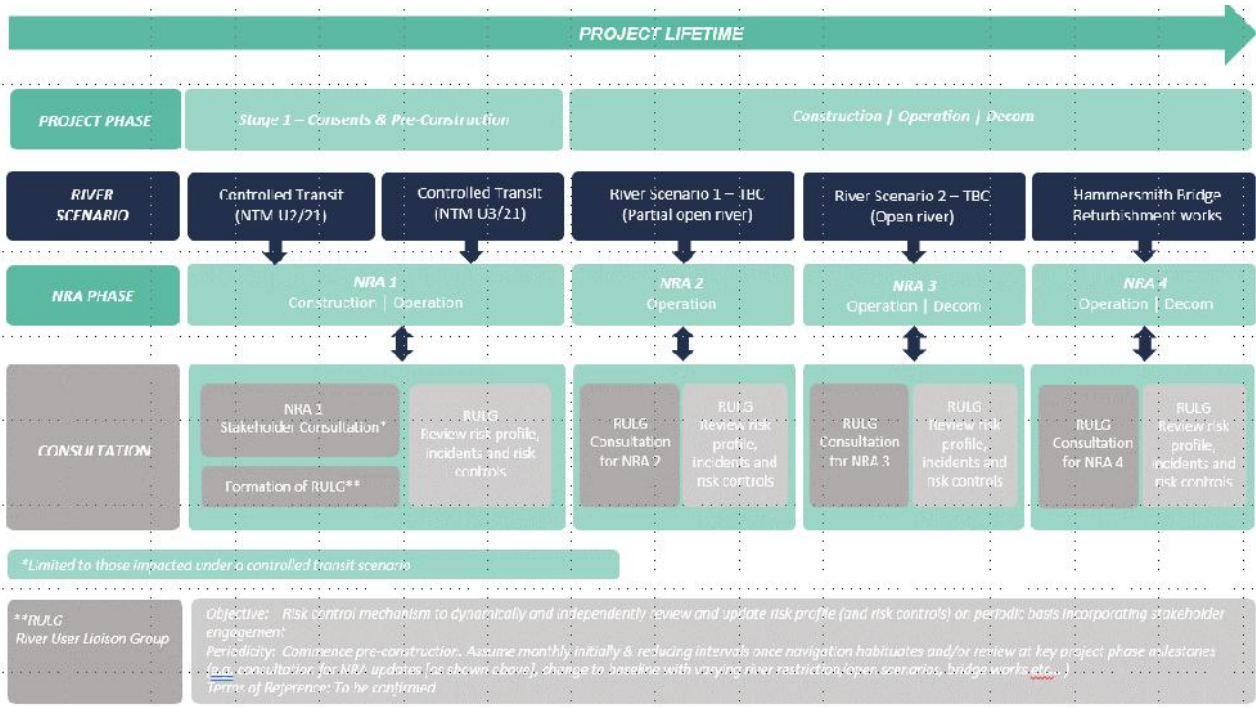 PROJECT LIFETIME
PROJECT PHASE
Stage 1 – Consents & Pre-Construction
Construction | Operation | Decom
RIVER
SCENARIO
Controlled Transit
(NTM U2/21)
Controlled Transit
(NTM U3/21)
River Scenario 1 – TBC
(Partial open river)
River Scenario 2 – TBC
(Open river)
Hammersmith Bridge
Refurbishment works
NRA PHASE
NRA 1
Construction | Operation
NRA 2
Operation
NRA 3
Operation | Decom
NRA 4
Operation | Decom
CONSULTATION
NRA 1
Stakeholder Consultation*
Formation of RULG**
RULG
Review risk profile,
incidents and risk
controls
RULG
Consultation
for NRA 2
RULG
Review risk
profile,
incidents and
risk controls
RULG
Consultation
for NRA 3
RULG
Review risk
profile,
incidents and
risk controls
RULG
Consultation
for NRA 4
RULG
Review risk
profile,
incidents and
risk controls
*Limited to those impacted under a controlled transit scenario
**RULG
River User Liaison Group
Objective: Risk control mechanism to dynamically and independently review and update risk profile (and risk controls) on periodic basis incorporating stakeholder
engagement
Periodicity: Commence pre-construction. Assume monthly initially & reducing intervals once navigation habituates and/or review at key project phase milestones
(e.g. consultation for NRA updates [as shown above], change to baseline with varying river restriction (open scenarios, bridge works etc...)
Terms of Reference: To be confirmed